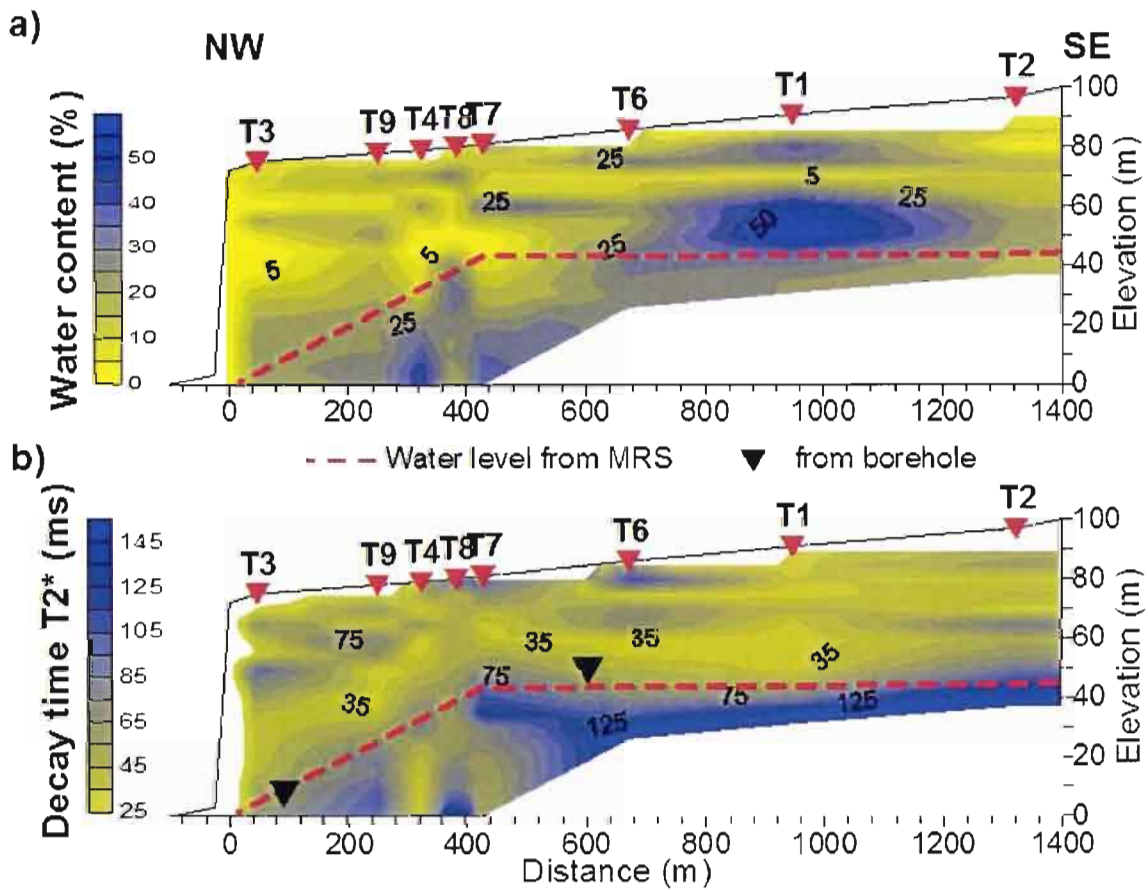 a)
NW
SE
T3
T9
T4
T8
T7
T6
T1
T2
Water content (%)
50
40
30
20
10
0
25
5
25
25
50
25
5
5
25
100
80
60
40
20
0
Elevation (m)
0
200
400
600
800
1000
1200
1400
Water level from MRS
from borehole
b)
T3
T9
T4
T8
T7
T6
T1
T2
Decay time T2* (ms)
145
125
105
85
65
45
25
75
35
35
35
35
75
75
125
125
100
80
60
40
20
0
Elevation (m)
0
200
400
600
800
1000
1200
1400
Distance (m)